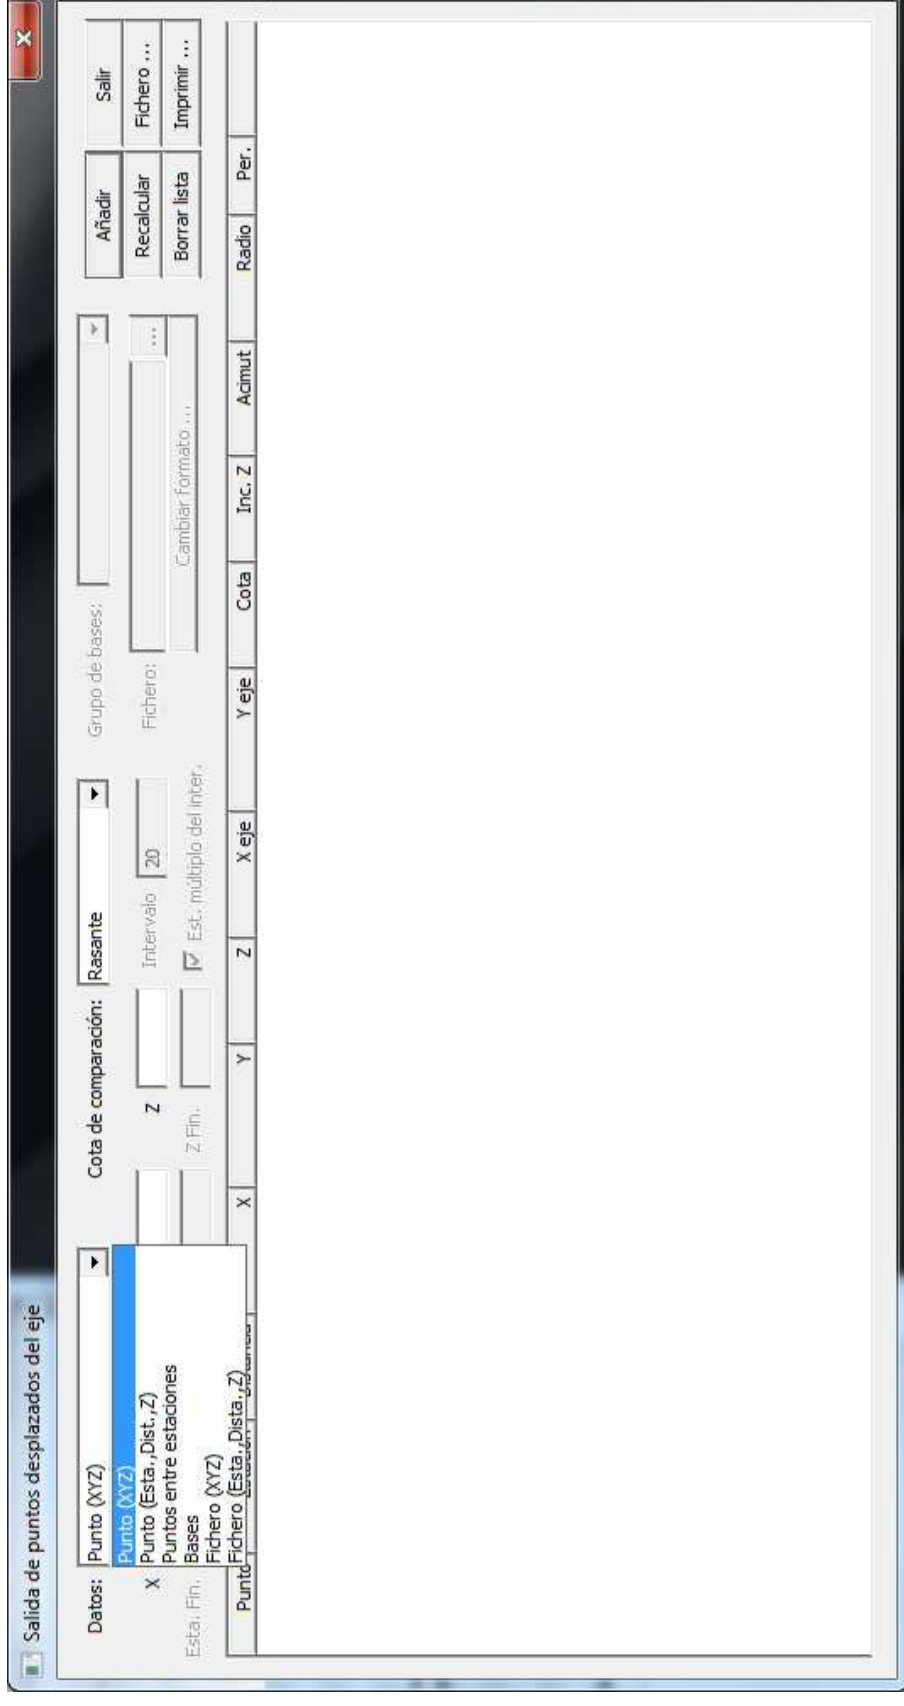 Salida de puntos desplazados del eje
Datos: Punto (XYZ) Cota de comparación: Rasante Grupo de bases: Añadir Salir
Punto (XYZ)
Punto (Esta.,Dist.,Z)
Puntos entre estaciones
Bases
Fichero (XYZ)
Fichero (Esta.,Dista.,Z)
X Z Intervalo 20 Fichero: ... Recalcular Fichero ...
Esta. Fin. Z Fin. Est. múltiplo del inter. Cambiar formato ... Borrar lista Imprimir ...
Punto Estación Distancia X Y Z X eje Y eje Cota Inc. Z Acimut Radio Per.